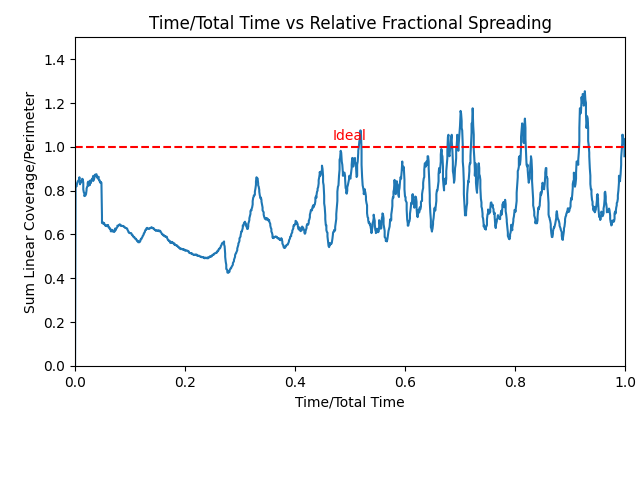 Time/Total Time vs Relative Fractional Spreading
Sum Linear Coverage/Perimeter
1.4
1.2
1.0
0.8
0.6
0.4
0.2
0.0
Ideal
0.0 0.2 0.4 0.6 0.8 1.0
Time/Total Time